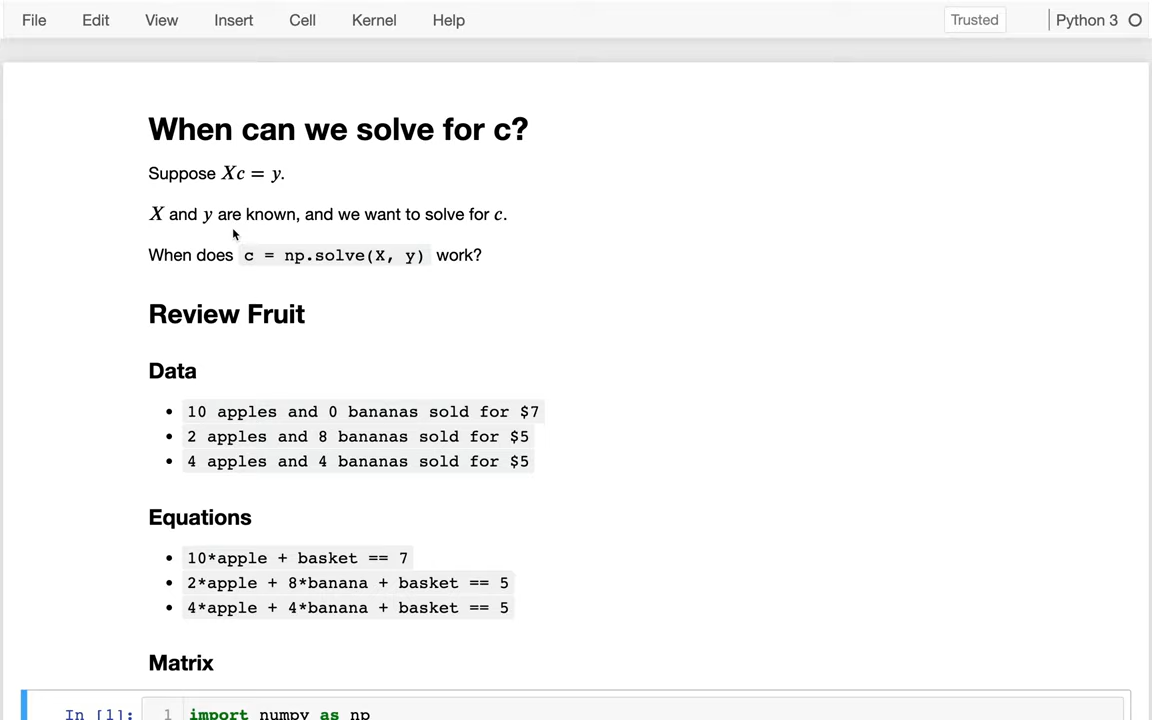 File Edit View Insert Cell Kernel Help Trusted Python 3
When can we solve for c?
Suppose Xc = y.
X and y are known, and we want to solve for c.
When does c = np.solve(X, y) work?
Review Fruit
Data
• 10 apples and 0 bananas sold for $7
• 2 apples and 8 bananas sold for $5
• 4 apples and 4 bananas sold for $5
Equations
• 10*apple + basket == 7
• 2*apple + 8*banana + basket == 5
• 4*apple + 4*banana + basket == 5
Matrix
In [1]: 1 import numpy as np